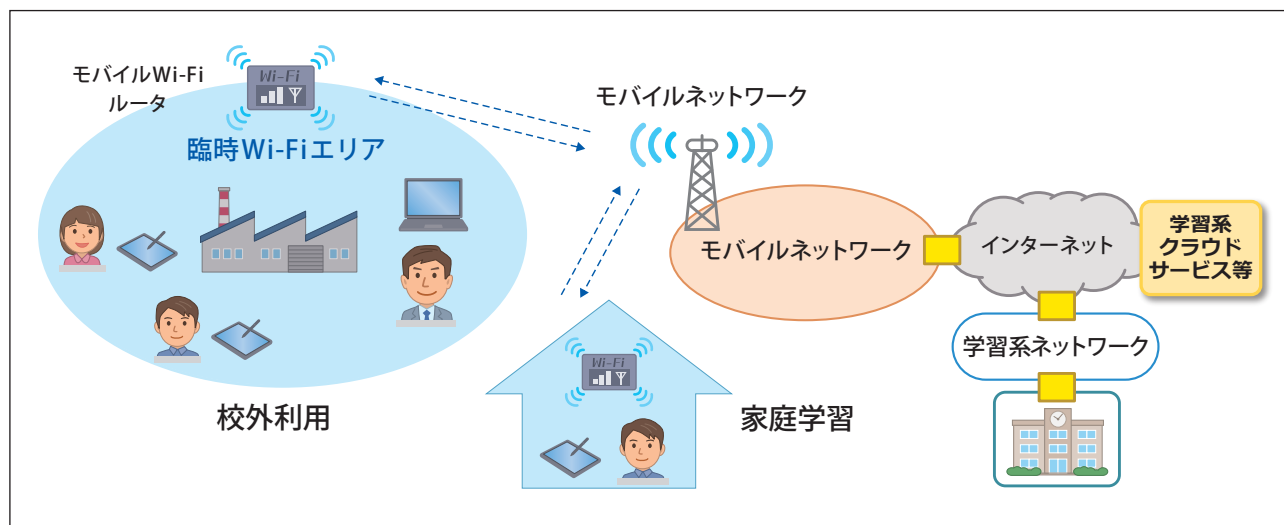 モバイルWi-Fi
ルータ
Wi-Fi
臨時Wi-Fiエリア
モバイルネットワーク
モバイルネットワーク
インターネット
学習系
クラウド
サービス等
学習系ネットワーク
Wi-Fi
校外利用
家庭学習